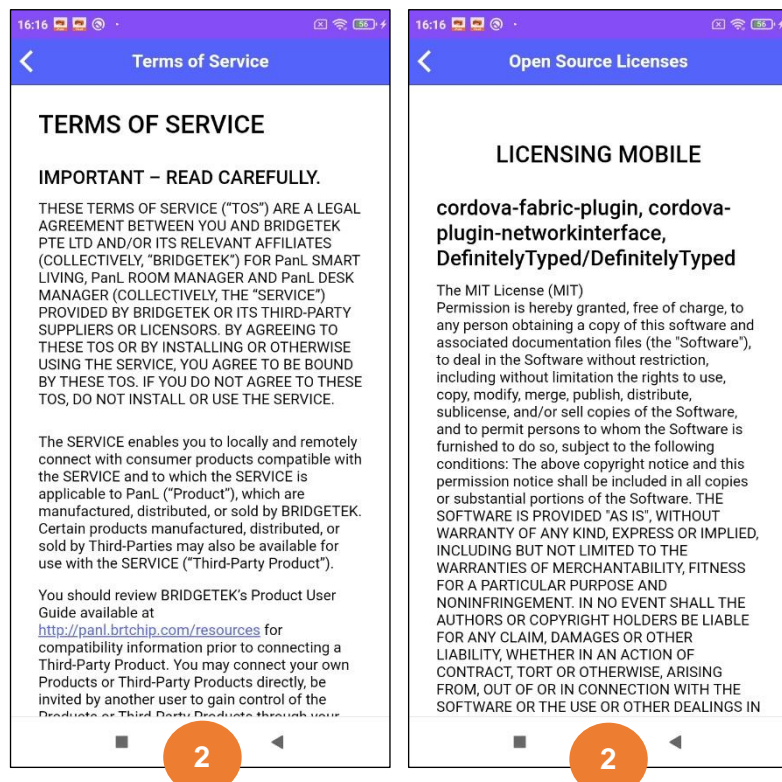 16:16
56
Terms of Service
TERMS OF SERVICE
IMPORTANT – READ CAREFULLY.
THESE TERMS OF SERVICE (“TOS”) ARE A LEGAL
AGREEMENT BETWEEN YOU AND BRIDGETEK
PTE LTD AND/OR ITS RELEVANT AFFILIATES
(COLLECTIVELY, “BRIDGETEK”) FOR PanL SMART
LIVING, PanL ROOM MANAGER AND PanL DESK
MANAGER (COLLECTIVELY, THE “SERVICE”)
PROVIDED BY BRIDGETEK OR ITS THIRD-PARTY
SUPPLIERS OR LICENSORS. BY AGREEING TO
THESE TOS OR BY INSTALLING OR OTHERWISE
USING THE SERVICE, YOU AGREE TO BE BOUND
BY THESE TOS. IF YOU DO NOT AGREE TO THESE
TOS, DO NOT INSTALL OR USE THE SERVICE.
The SERVICE enables you to locally and remotely
connect with consumer products compatible with
the SERVICE and to which the SERVICE is
applicable to PanL (“Product”), which are
manufactured, distributed, or sold by BRIDGETEK.
Certain products manufactured, distributed, or
sold by Third-Parties may also be available for
use with the SERVICE (“Third-Party Product”).
You should review BRIDGETEK’s Product User
Guide available at
http://panl.brtchip.com/resources for
compatibility information prior to connecting a
Third-Party Product. You may connect your own
Products or Third-Party Products directly, be
invited by another user to gain control of the
Products or Third-Party Products through your
2
16:16
56
Open Source Licenses
LICENSING MOBILE
cordova-fabric-plugin, cordova-
plugin-networkinterface,
DefinitelyTyped/DefinitelyTyped
The MIT License (MIT)
Permission is hereby granted, free of charge, to
any person obtaining a copy of this software and
associated documentation files (the "Software"),
to deal in the Software without restriction,
including without limitation the rights to use,
copy, modify, merge, publish, distribute,
sublicense, and/or sell copies of the Software,
and to permit persons to whom the Software is
furnished to do so, subject to the following
conditions: The above copyright notice and this
permission notice shall be included in all copies
or substantial portions of the Software. THE
SOFTWARE IS PROVIDED "AS IS", WITHOUT
WARRANTY OF ANY KIND, EXPRESS OR IMPLIED,
INCLUDING BUT NOT LIMITED TO THE
WARRANTIES OF MERCHANTABILITY, FITNESS
FOR A PARTICULAR PURPOSE AND
NONINFRINGEMENT. IN NO EVENT SHALL THE
AUTHORS OR COPYRIGHT HOLDERS BE LIABLE
FOR ANY CLAIM, DAMAGES OR OTHER
LIABILITY, WHETHER IN AN ACTION OF
CONTRACT, TORT OR OTHERWISE, ARISING
FROM, OUT OF OR IN CONNECTION WITH THE
SOFTWARE OR THE USE OR OTHER DEALINGS IN
2